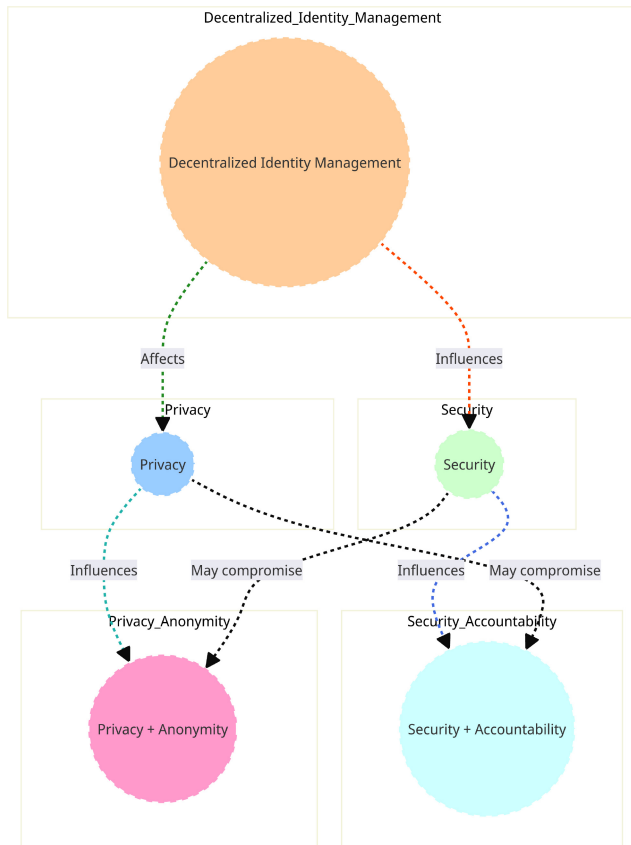 Decentralized_Identity_Management
Decentralized Identity Management
Affects
Influences
Privacy
Security
Privacy
Security
Influences
May compromise
Influences
May compromise
Privacy_Anonymity
Security_Accountability
Privacy + Anonymity
Security + Accountability